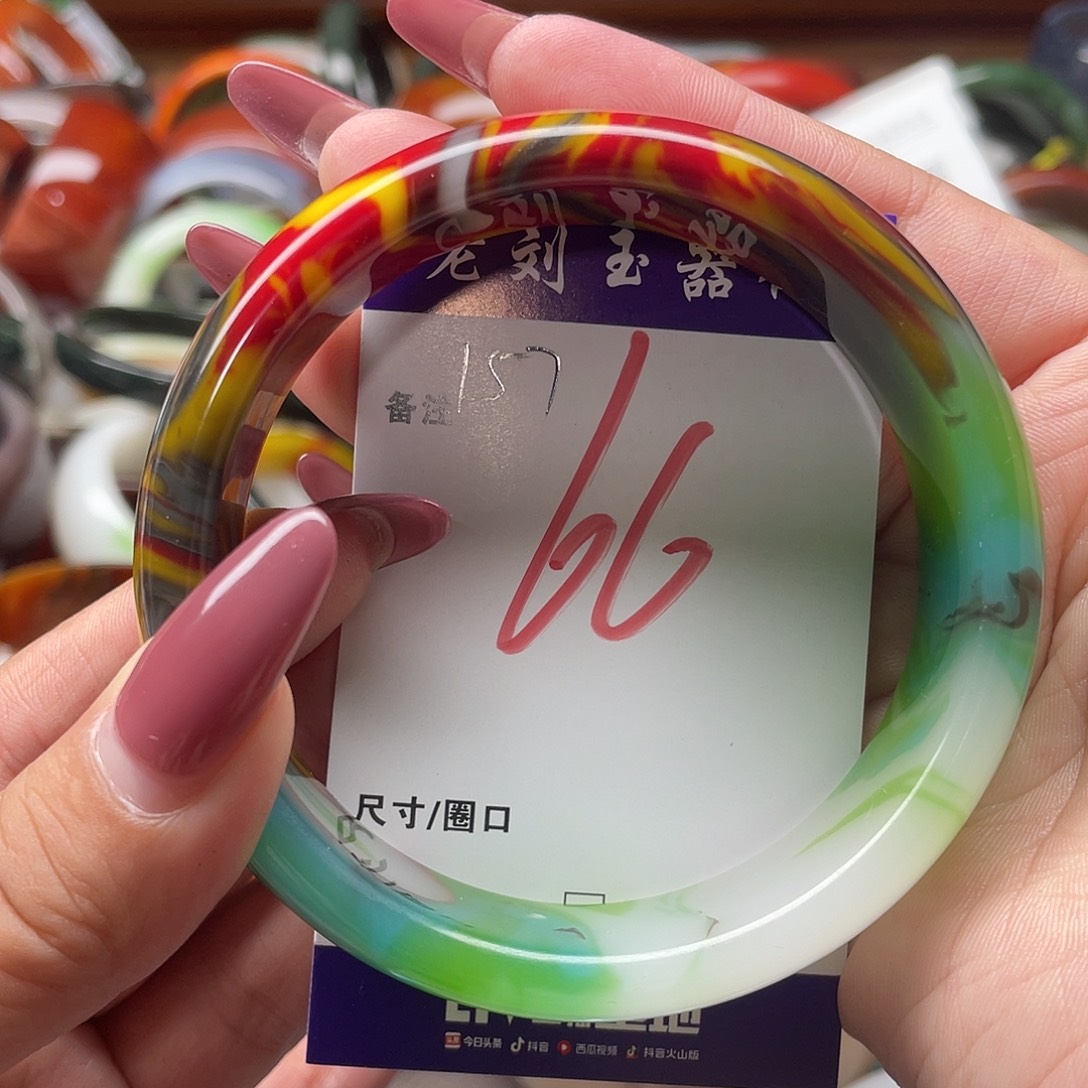 老刘玉器
备注 157
66
尺寸/圈口
今日头条 抖音 西瓜视频 抖音火山版